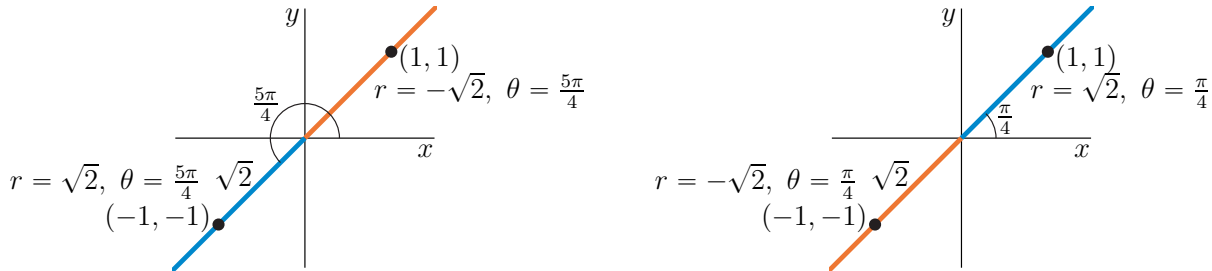 y
(1, 1)
r = −√2, θ = 5π/4
5π/4
x
r = √2, θ = 5π/4 √2
(−1, −1)
y
(1, 1)
r = √2, θ = π/4
π/4
x
r = −√2, θ = π/4 √2
(−1, −1)